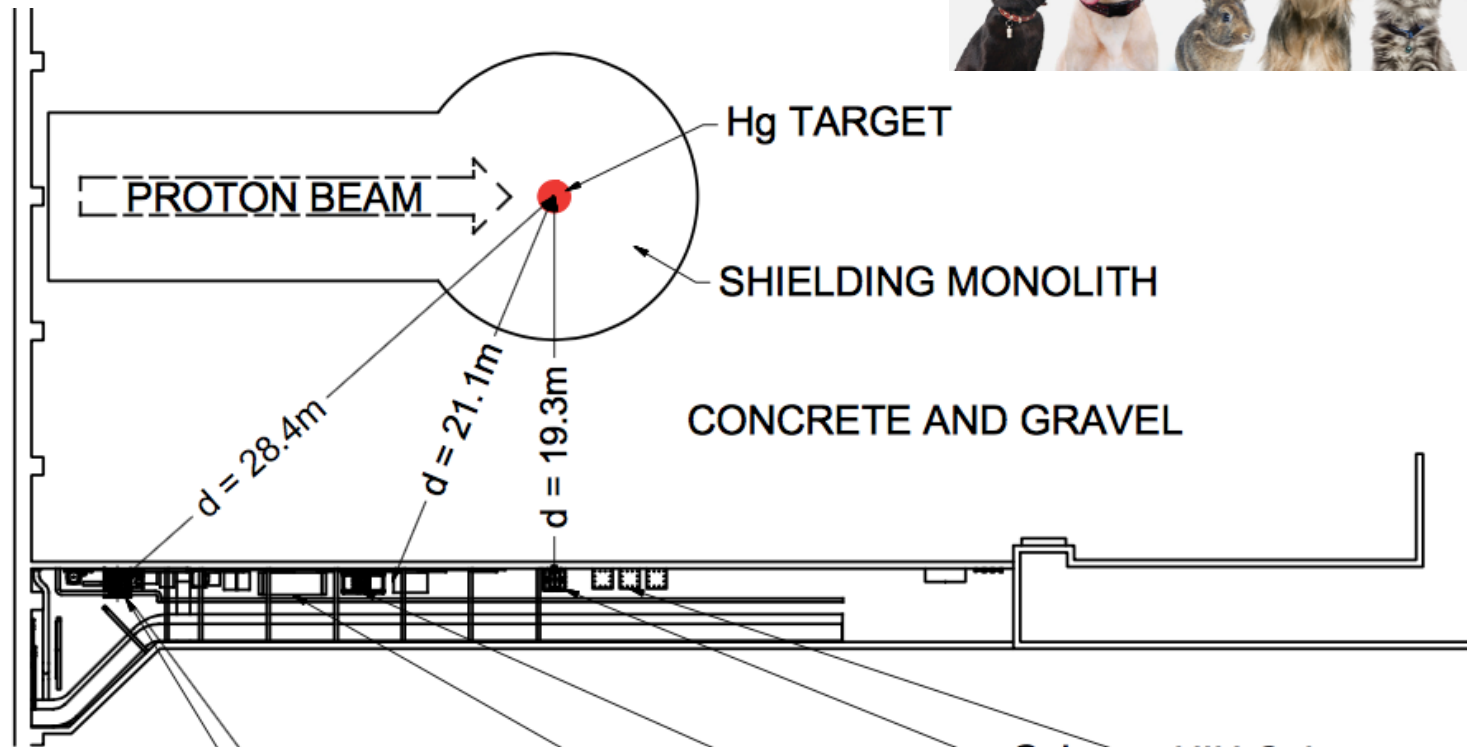 Hg TARGET
PROTON BEAM
SHIELDING MONOLITH
d = 28.4m
d = 21.1m
d = 19.3m
CONCRETE AND GRAVEL